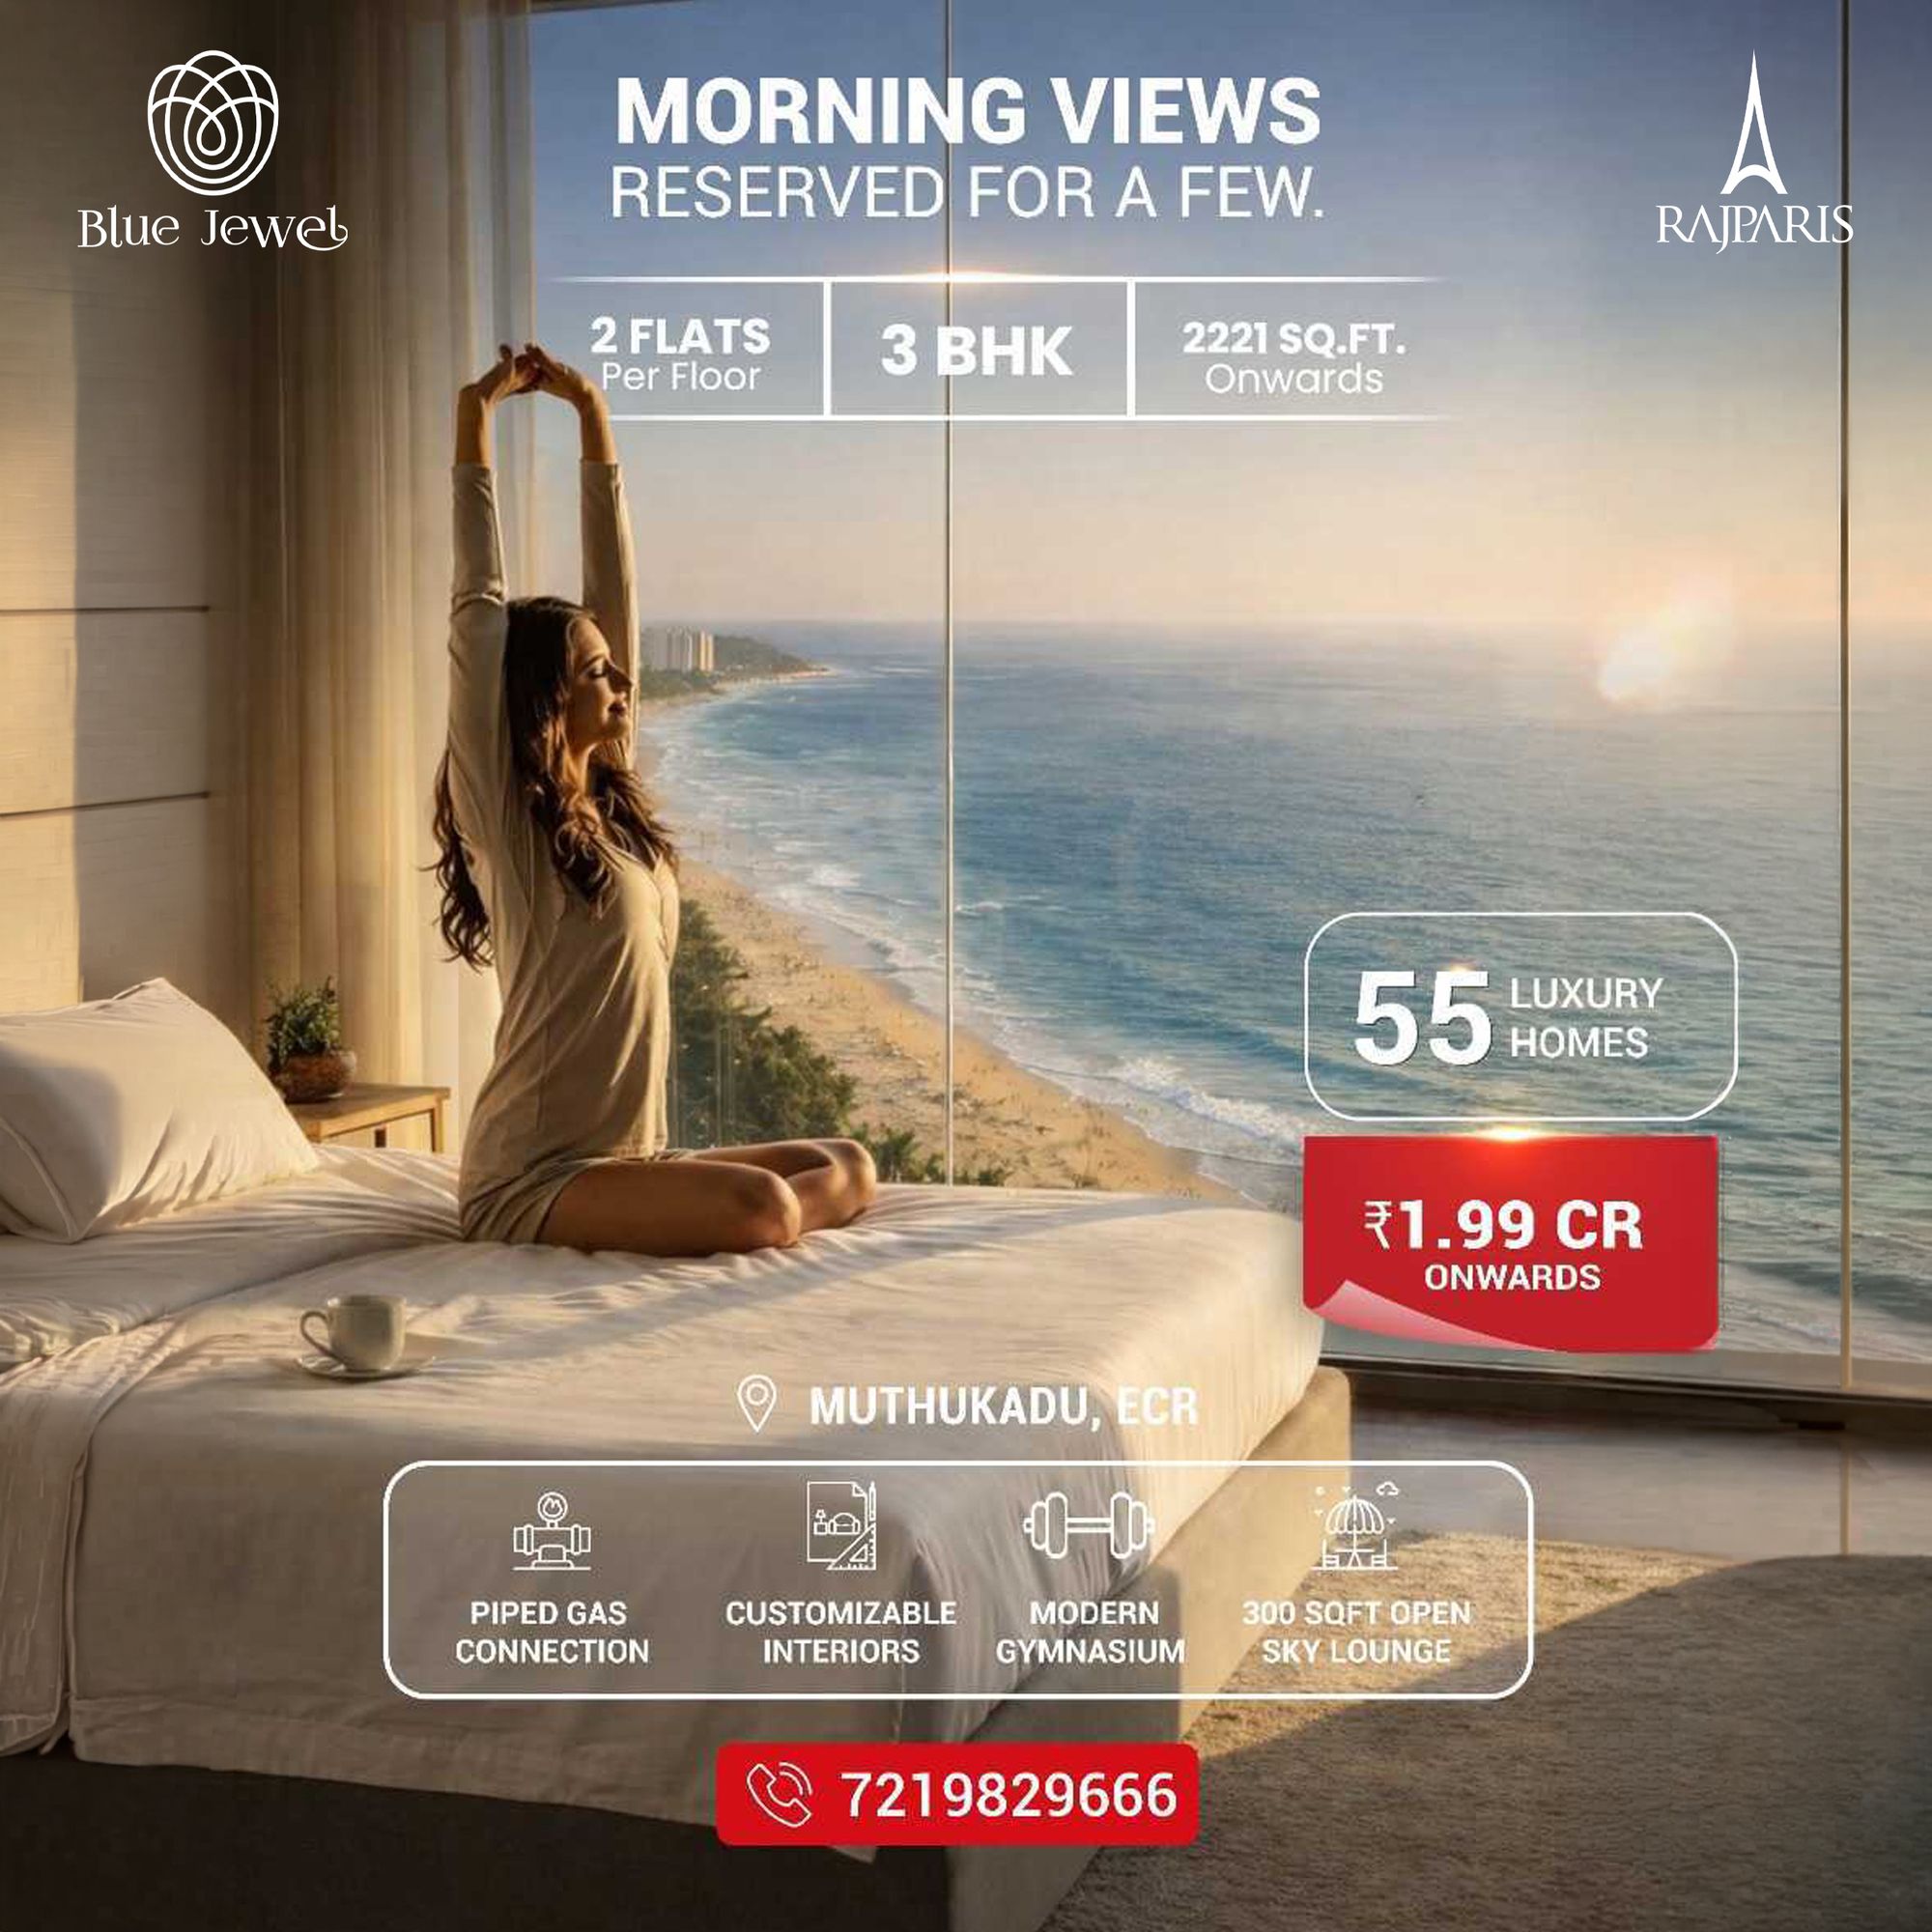 Blue Jewel
MORNING VIEWS
RESERVED FOR A FEW.
RAJPARIS
2 FLATS
Per Floor
3 BHK
2221 SQ.FT.
Onwards
55
LUXURY
HOMES
₹1.99 CR
ONWARDS
MUTHUKADU, ECR
PIPED GAS
CONNECTION
CUSTOMIZABLE
INTERIORS
MODERN
GYMNASIUM
300 SQFT OPEN
SKY LOUNGE
7219829666